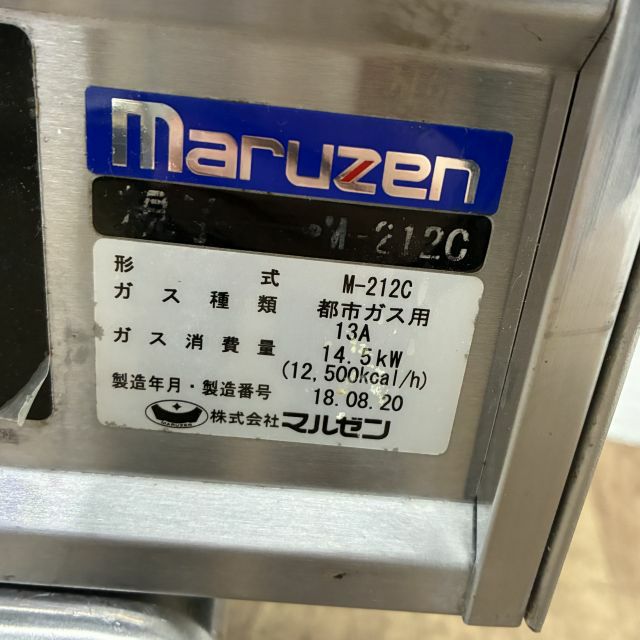 maruzen
M-212C
形式 M-212C
ガス種類 都市ガス用
13A
ガス消費量 14.5kW
(12,500kcal/h)
製造年月・製造番号 18.08.20
MARUZEN 株式会社マルゼン